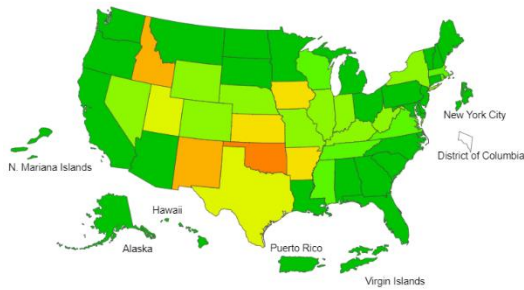 New York City
District of Columbia
N. Mariana Islands
Hawaii
Alaska
Puerto Rico
Virgin Islands